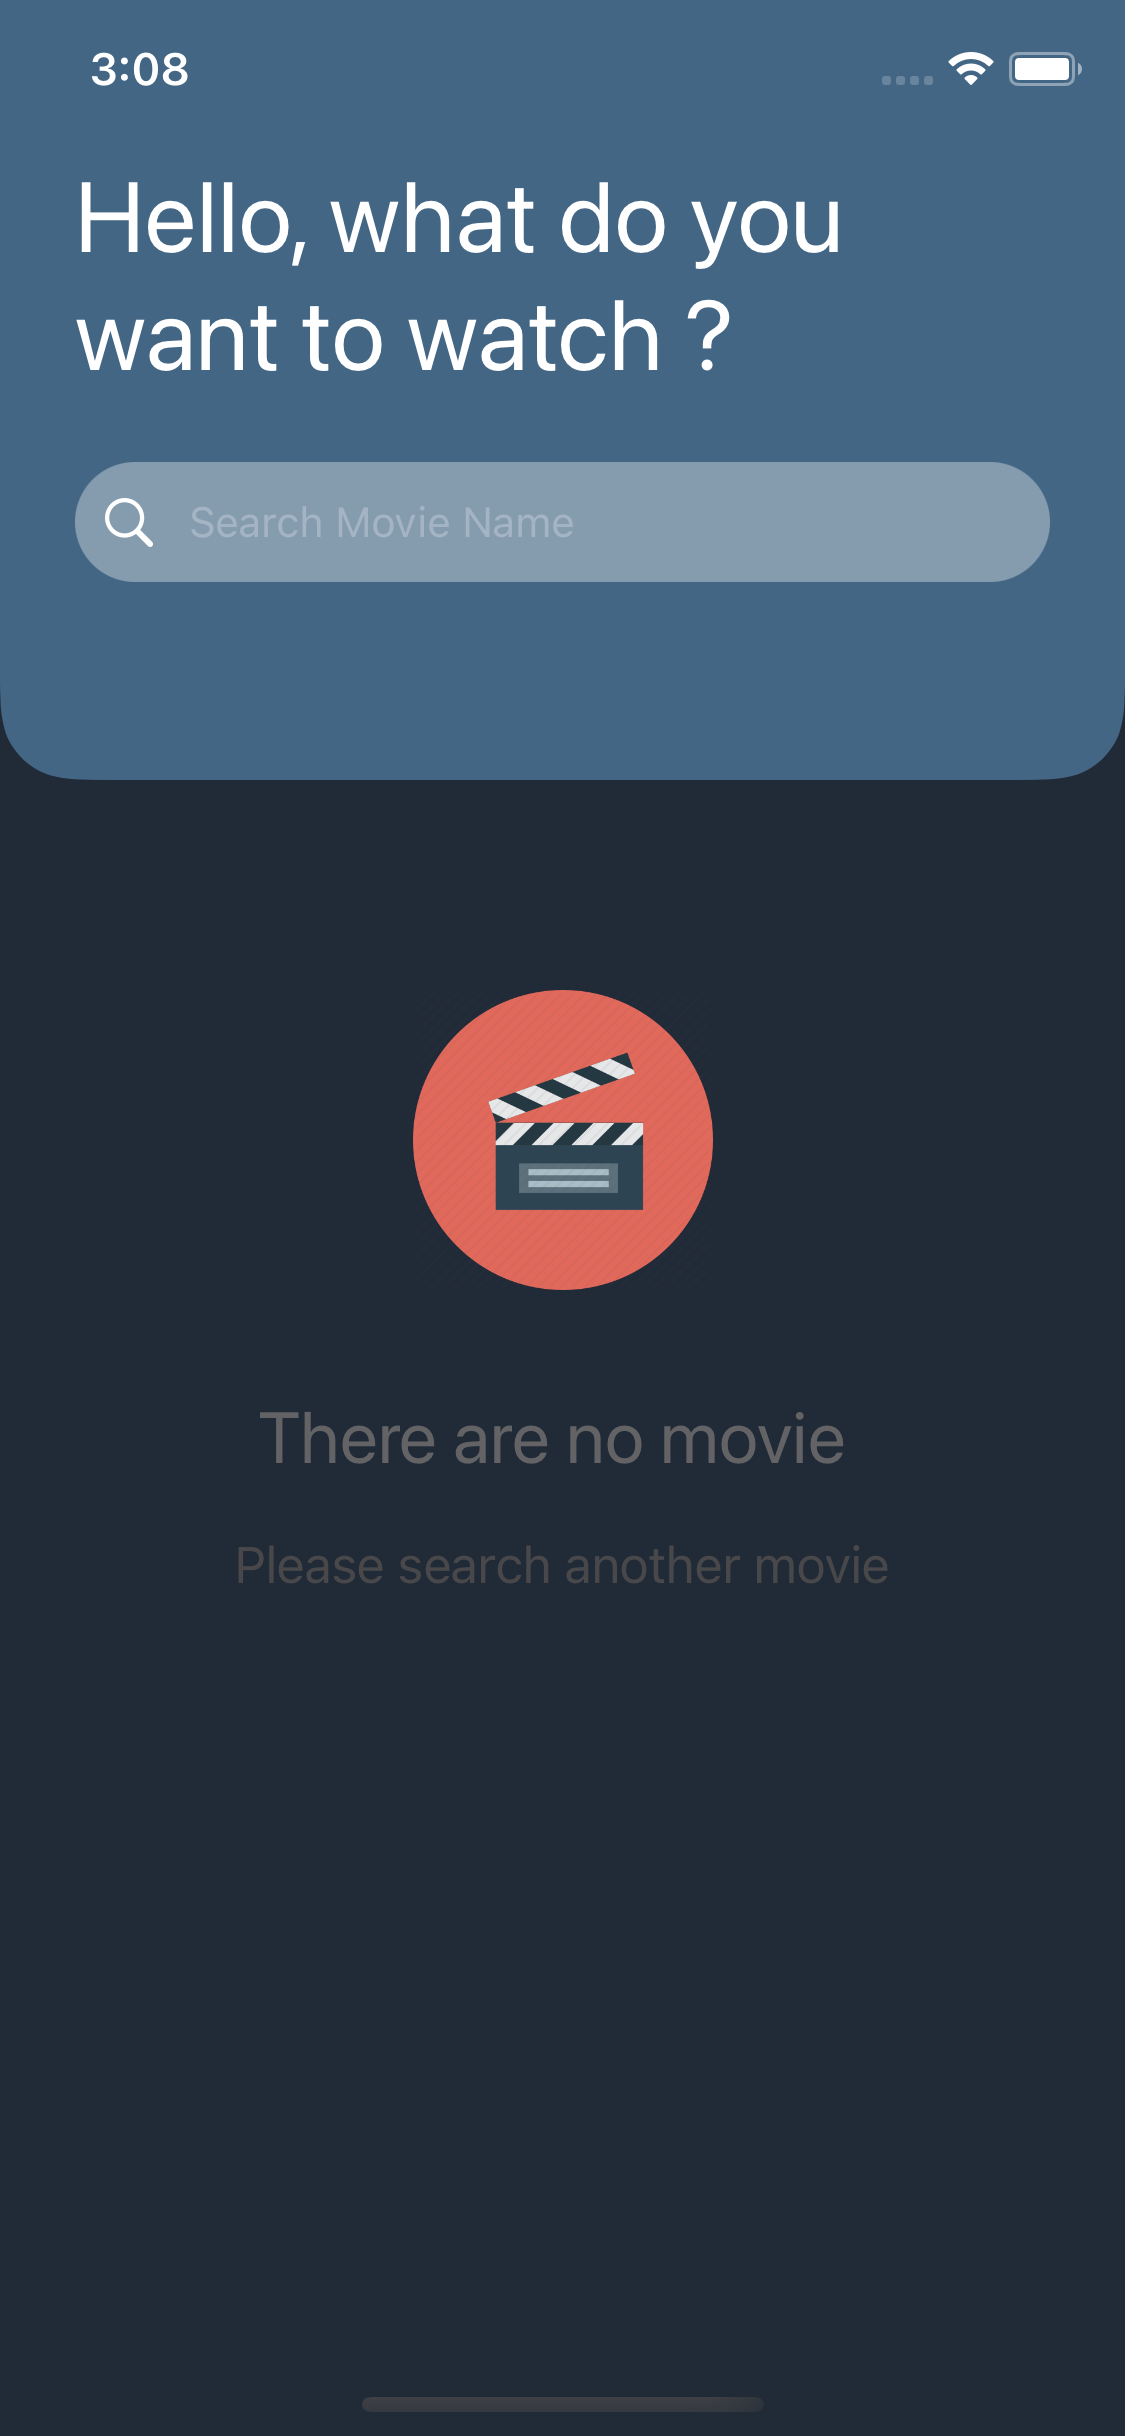 3:08
Hello, what do you
want to watch ?
Search Movie Name
There are no movie
Please search another movie